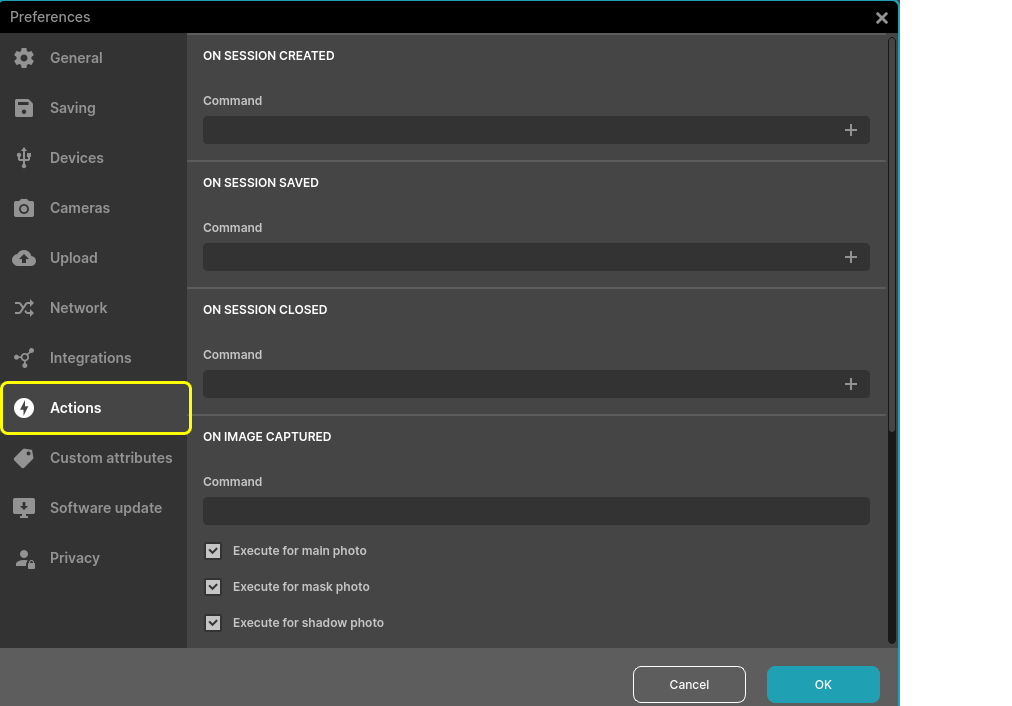 Preferences
General
Saving
Devices
Cameras
Upload
Network
Integrations
Actions
Custom attributes
Software update
Privacy
ON SESSION CREATED
Command
ON SESSION SAVED
Command
ON SESSION CLOSED
Command
ON IMAGE CAPTURED
Command
Execute for main photo
Execute for mask photo
Execute for shadow photo
Cancel
OK